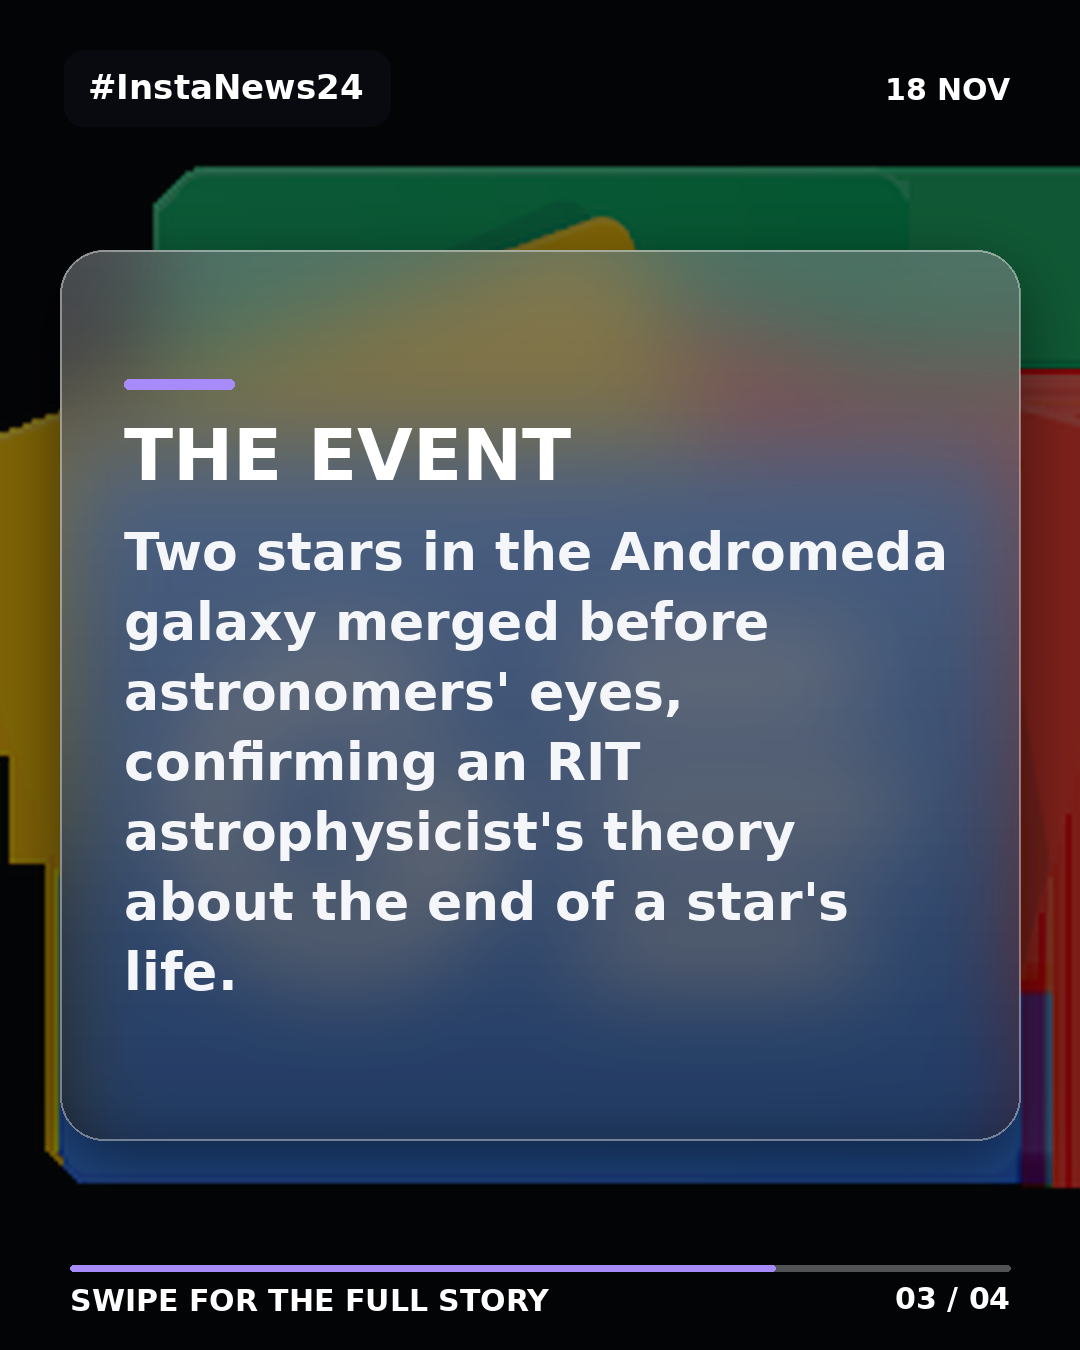 #InstaNews24
18 NOV
THE EVENT
Two stars in the Andromeda
galaxy merged before
astronomers' eyes,
confirming an RIT
astrophysicist's theory
about the end of a star's
life.
SWIPE FOR THE FULL STORY
03 / 04